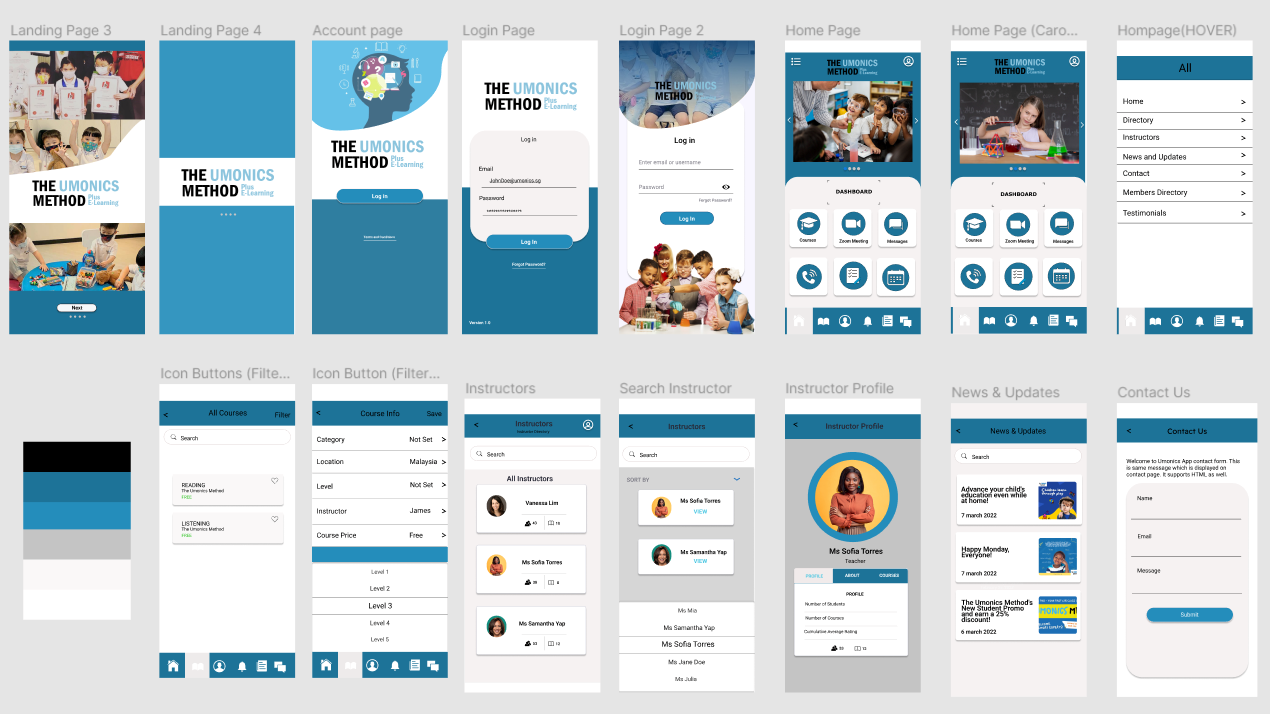 Landing Page 3
Landing Page 4
Account page
Login Page
Login Page 2
Home Page
Home Page (Caro...
Hompage(HOVER)
THE UMONICS
METHOD Plus
E-Learning
Next
THE UMONICS
METHOD Plus
E-Learning
THE UMONICS
METHOD Plus
E-Learning
Log In
Terms and Conditions
THE UMONICS
METHOD Plus
E-Learning
Log in
Email
JohnDoe@umonics.sg
Password
****************
Log In
Forgot Password?
Version 1.0
THE UMONICS
METHOD Plus
E-Learning
Log in
Enter email or username
Password
Forgot Password?
Log In
THE UMONICS
METHOD Plus
E-Learning
DASHBOARD
Courses
Zoom Meeting
Messages
THE UMONICS
METHOD Plus
E-Learning
DASHBOARD
Courses
Zoom Meeting
Messages
All
Home >
Directory >
Instructors >
News and Updates >
Contact >
Members Directory >
Testimonials >
Icon Buttons (Filte...
Icon Button (Filter...
Instructors
Search Instructor
Instructor Profile
News & Updates
Contact Us
< All Courses Filter
Search
READING
The Umonics Method
FREE
LISTENING
The Umonics Method
FREE
< Course Info Save
Category Not Set >
Location Malaysia >
Level Not Set >
Instructor James >
Course Price Free >
Level 1
Level 2
Level 3
Level 4
Level 5
< Instructors
Instructor Directory
Search
All Instructors
Vanessa Lim
43 16
Ms Sofia Torres
38 8
Ms Samantha Yap
53 12
< Instructors
Search
SORT BY
Ms Sofia Torres
VIEW
Ms Samantha Yap
VIEW
Ms Mia
Ms Samantha Yap
Ms Sofia Torres
Ms Jane Doe
Ms Julia
< Instructor Profile
Ms Sofia Torres
Teacher
PROFILE ABOUT COURSES
PROFILE
Number of Students
Number of Courses
Cumulative Average Rating
53 12
< News & Updates
Search
Advance your child's
education even while
at home!
7 march 2022
Happy Monday,
Everyone!
7 march 2022
The Umonics Method's
New Student Promo
and earn a 25%
discount!
6 march 2022
< Contact Us
Welcome to Umonics App contact form. This
is same message which is displayed on
contact page. It supports HTML as well.
Name
Email
Message
Submit